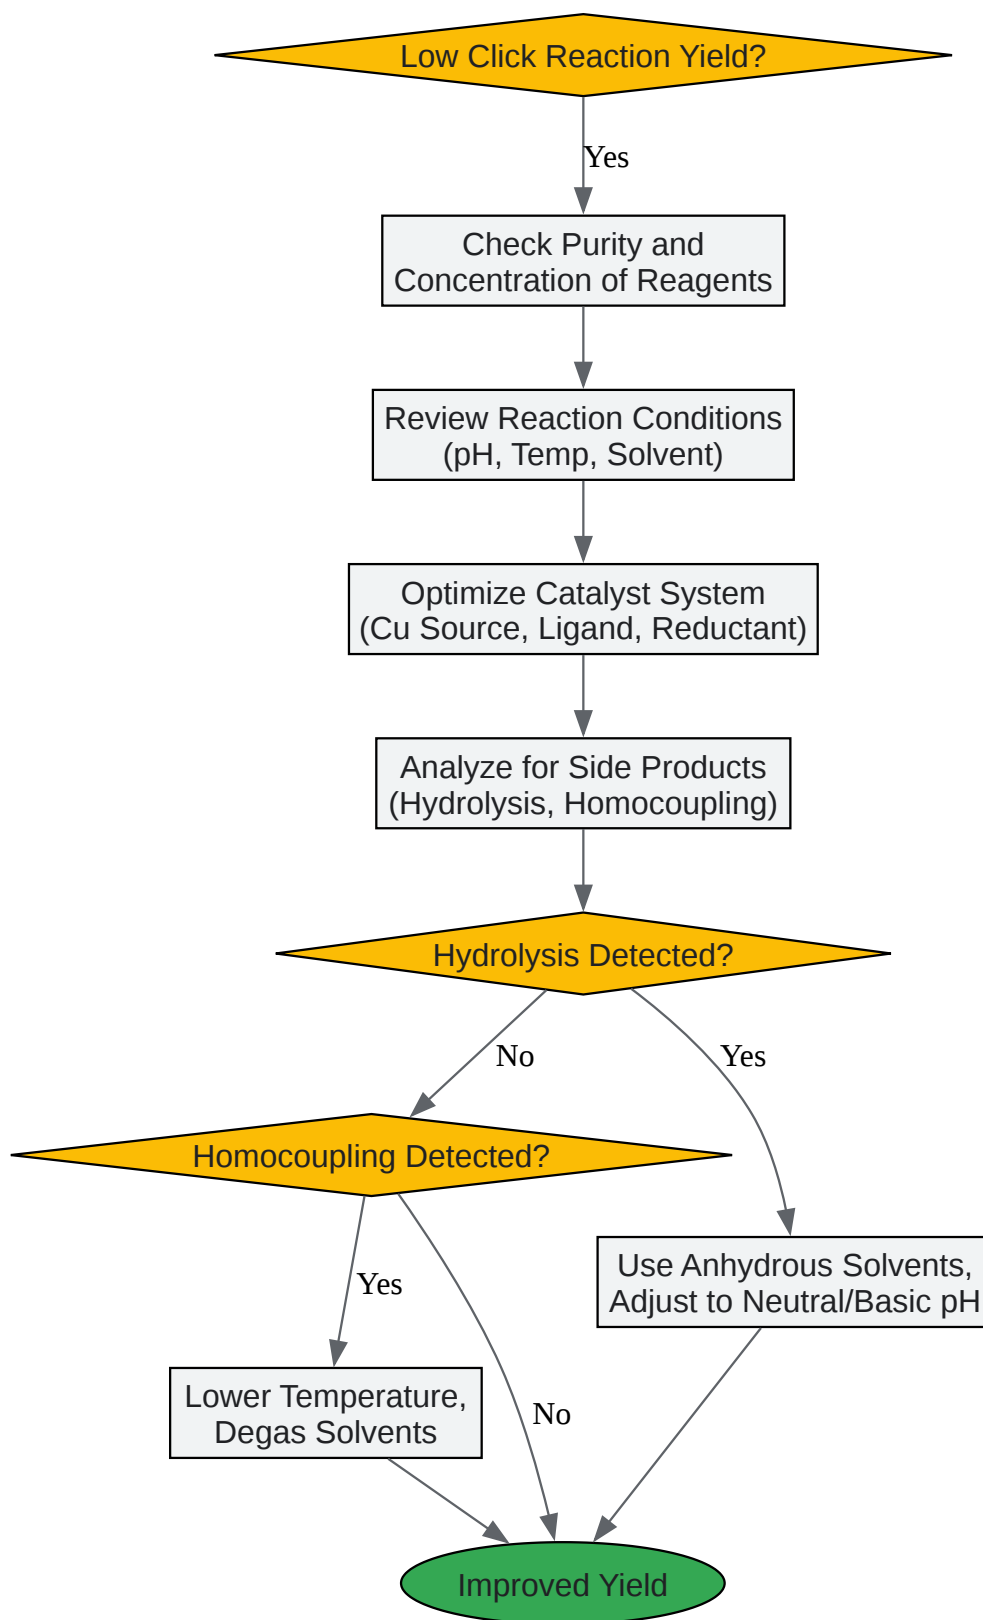 Low Click Reaction Yield?
Yes
Check Purity and
Concentration of Reagents
Review Reaction Conditions
(pH, Temp, Solvent)
Optimize Catalyst System
(Cu Source, Ligand, Reductant)
Analyze for Side Products
(Hydrolysis, Homocoupling)
Hydrolysis Detected?
No
Yes
Homocoupling Detected?
Yes
Use Anhydrous Solvents,
Adjust to Neutral/Basic pH
Lower Temperature,
Degas Solvents
No
Improved Yield